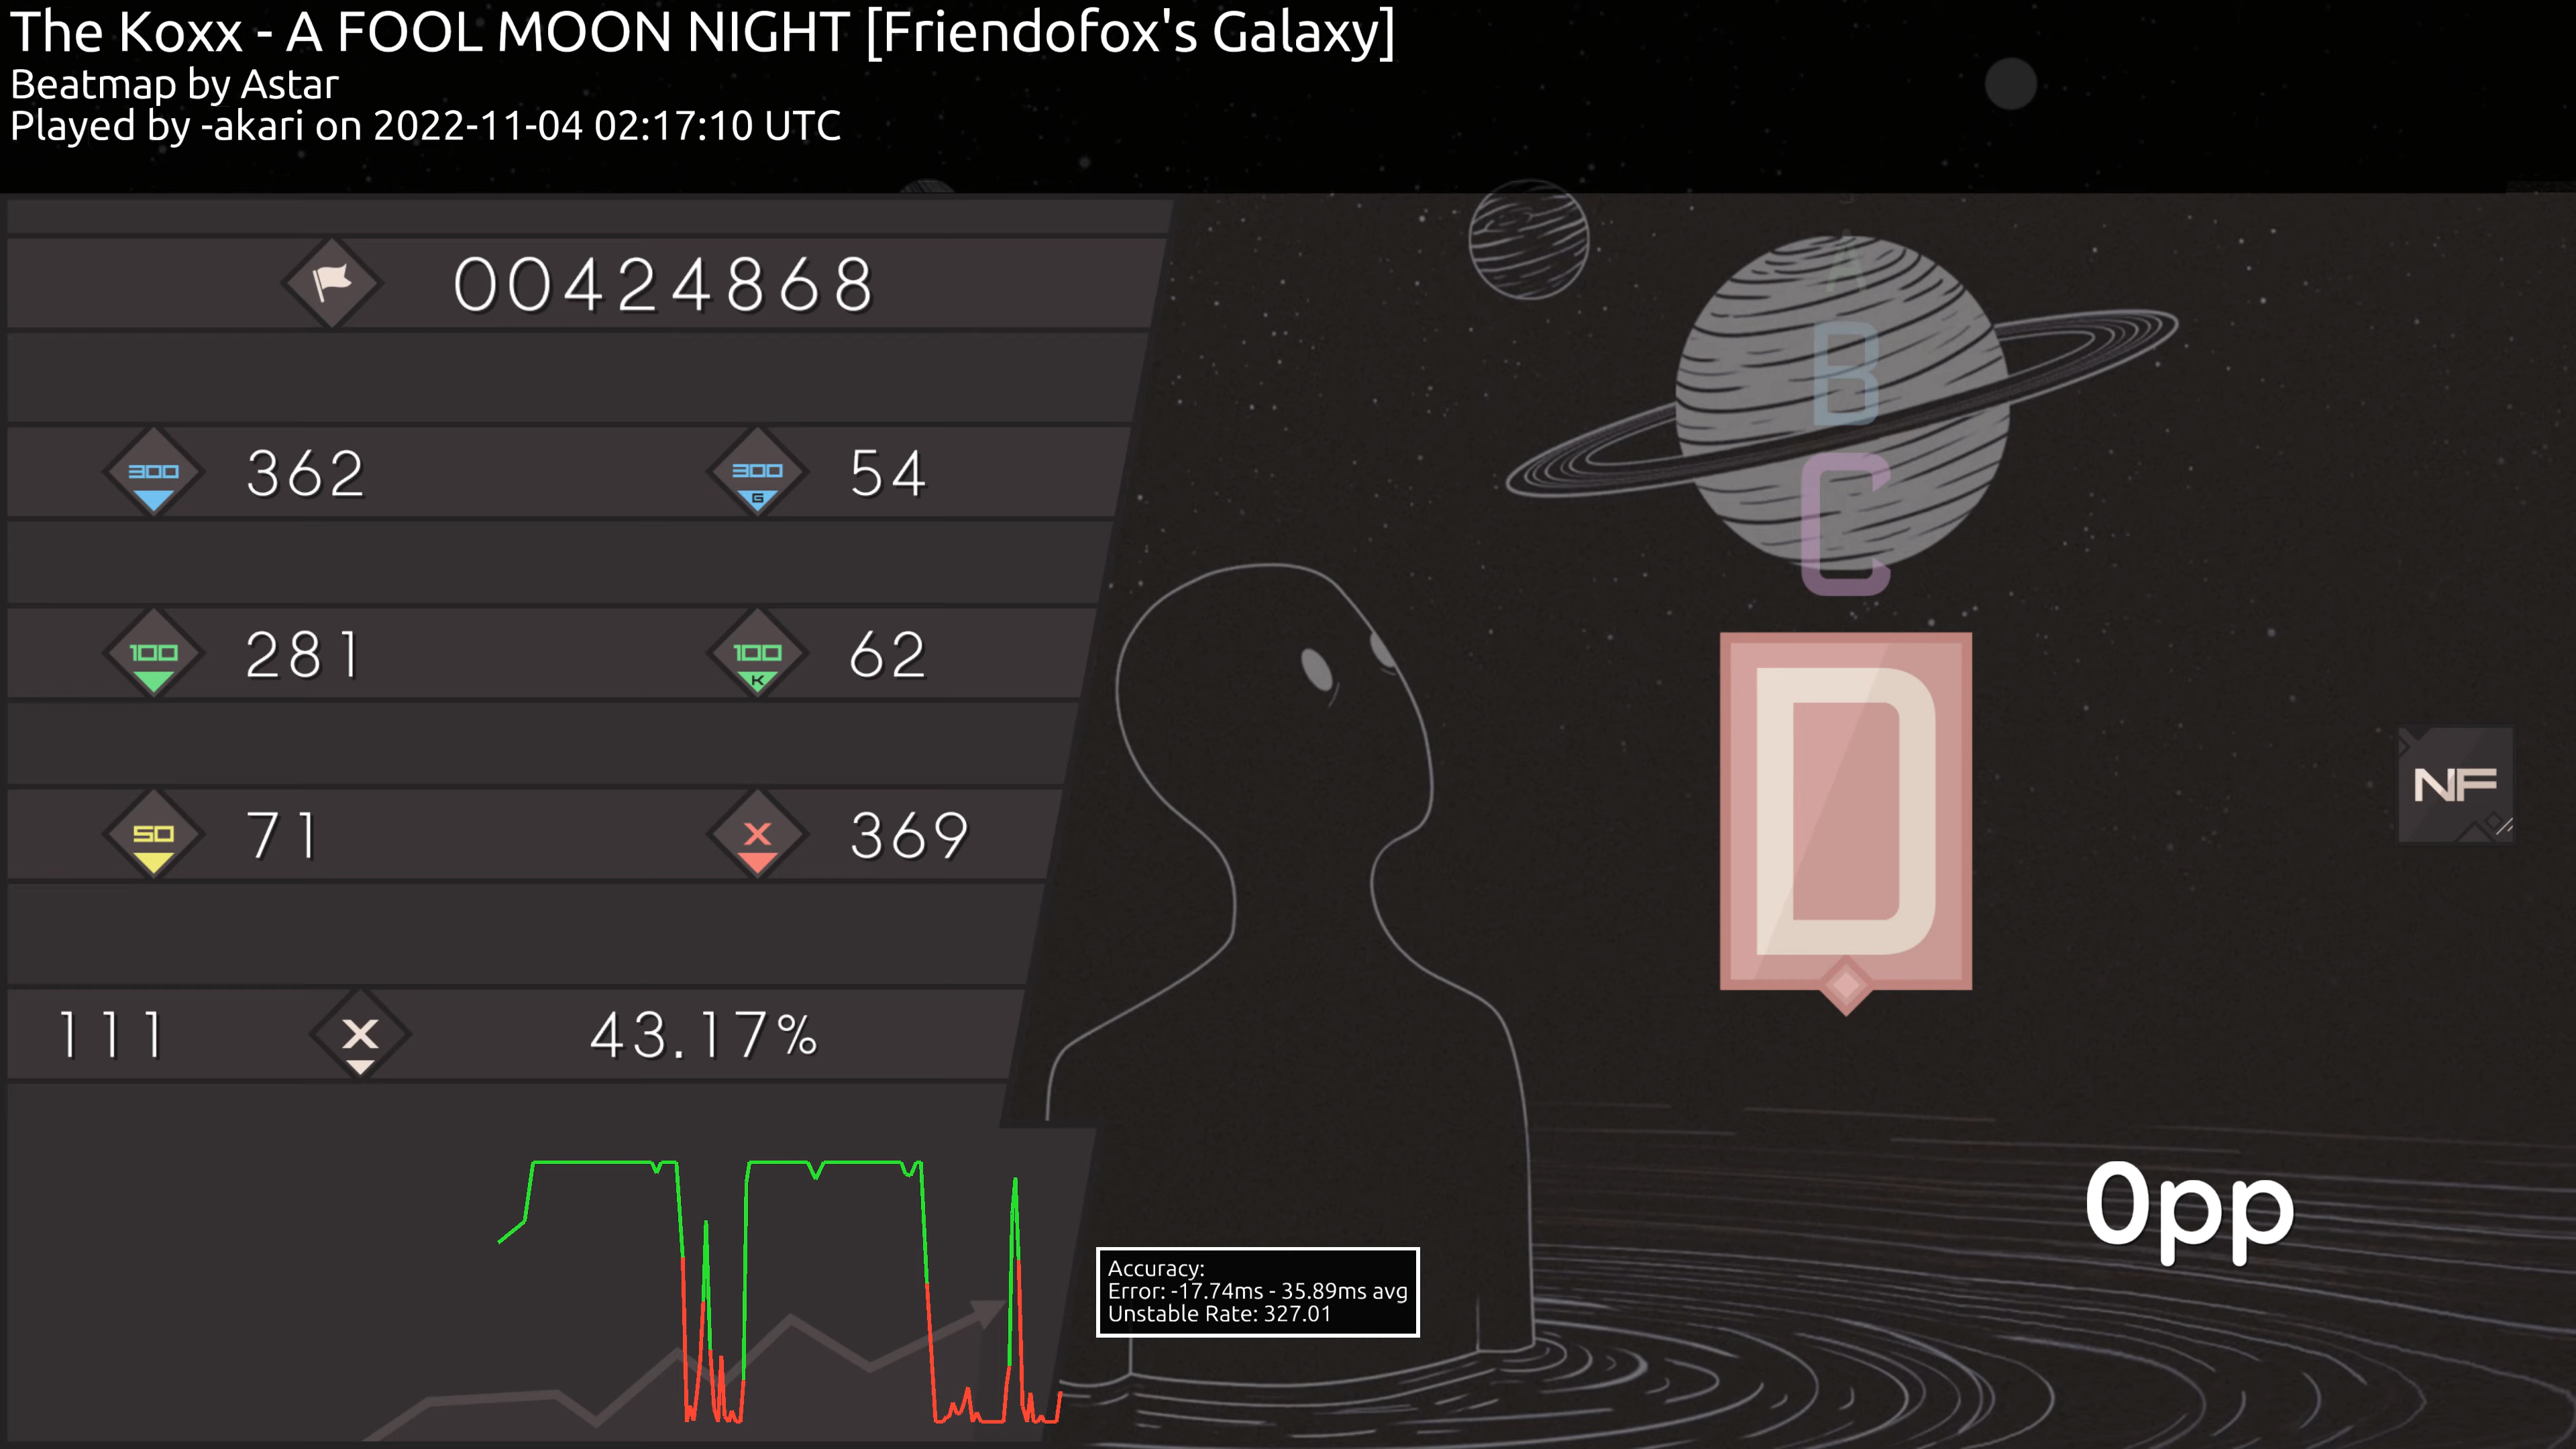 The Koxx - A FOOL MOON NIGHT [Friendofox's Galaxy]
Beatmap by Astar
Played by -akari on 2022-11-04 02:17:10 UTC
00424868
300 362 300 G 54
100 281 100 K 62
50 71 X 369
111 X 43.17%
A
B
C
D
NF
0pp
Accuracy:
Error: -17.74ms - 35.89ms avg
Unstable Rate: 327.01